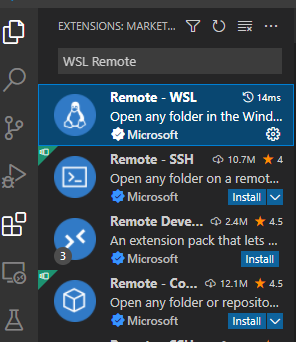 EXTENSIONS: MARKET...
WSL Remote
Remote - WSL 14ms
Open any folder in the Wind...
Microsoft
Remote - SSH 10.7M 4
Open any folder on a remot...
Microsoft Install
Remote Deve... 2.4M 4.5
An extension pack that lets ...
3 Microsoft Install
Remote - Co... 12.1M 4.5
Open any folder or reposito...
Microsoft Install